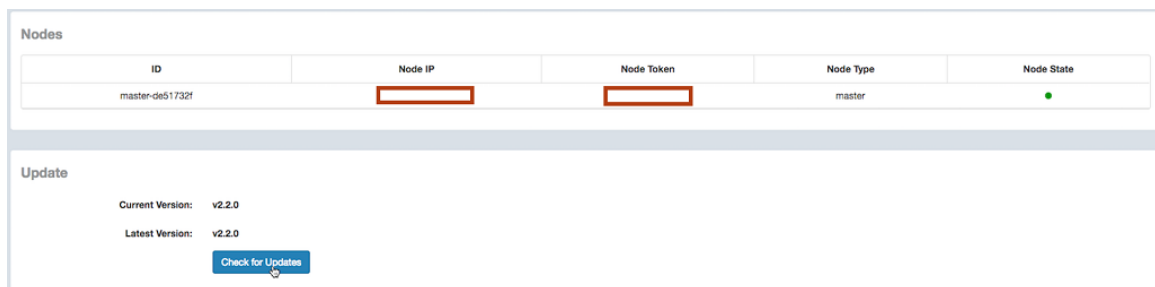 Nodes
ID Node IP Node Token Node Type Node State
master-de51732f master
Update
Current Version: v2.2.0
Latest Version: v2.2.0
Check for Updates